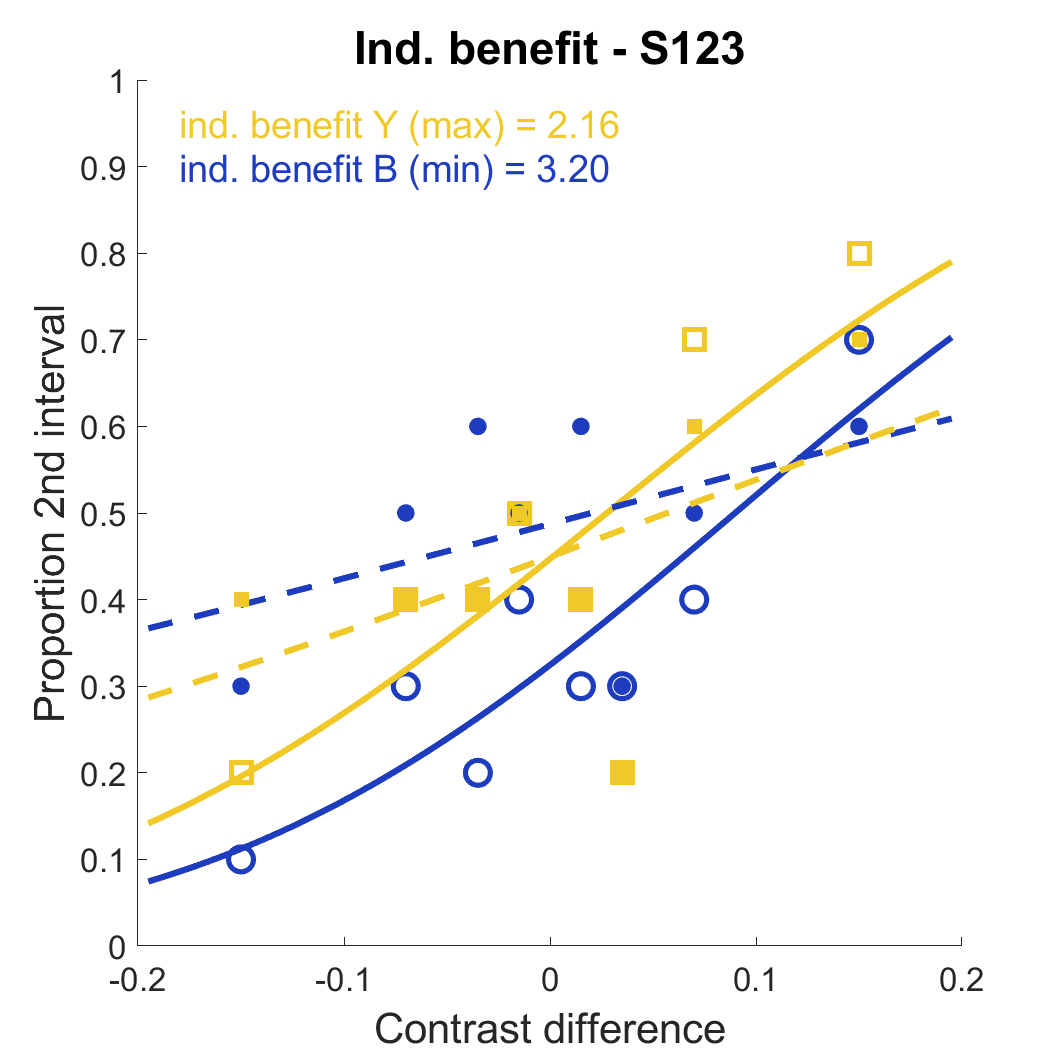 Ind. benefit - S123
ind. benefit Y (max) = 2.16
ind. benefit B (min) = 3.20
Proportion 2nd interval
1
0.9
0.8
0.7
0.6
0.5
0.4
0.3
0.2
0.1
0
-0.2 -0.1 0 0.1 0.2
Contrast difference